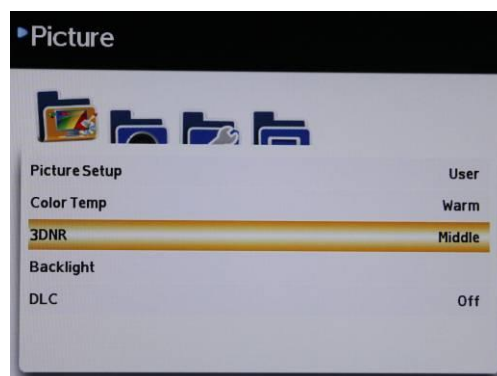 Picture
Picture Setup User
Color Temp Warm
3DNR Middle
Backlight
DLC Off